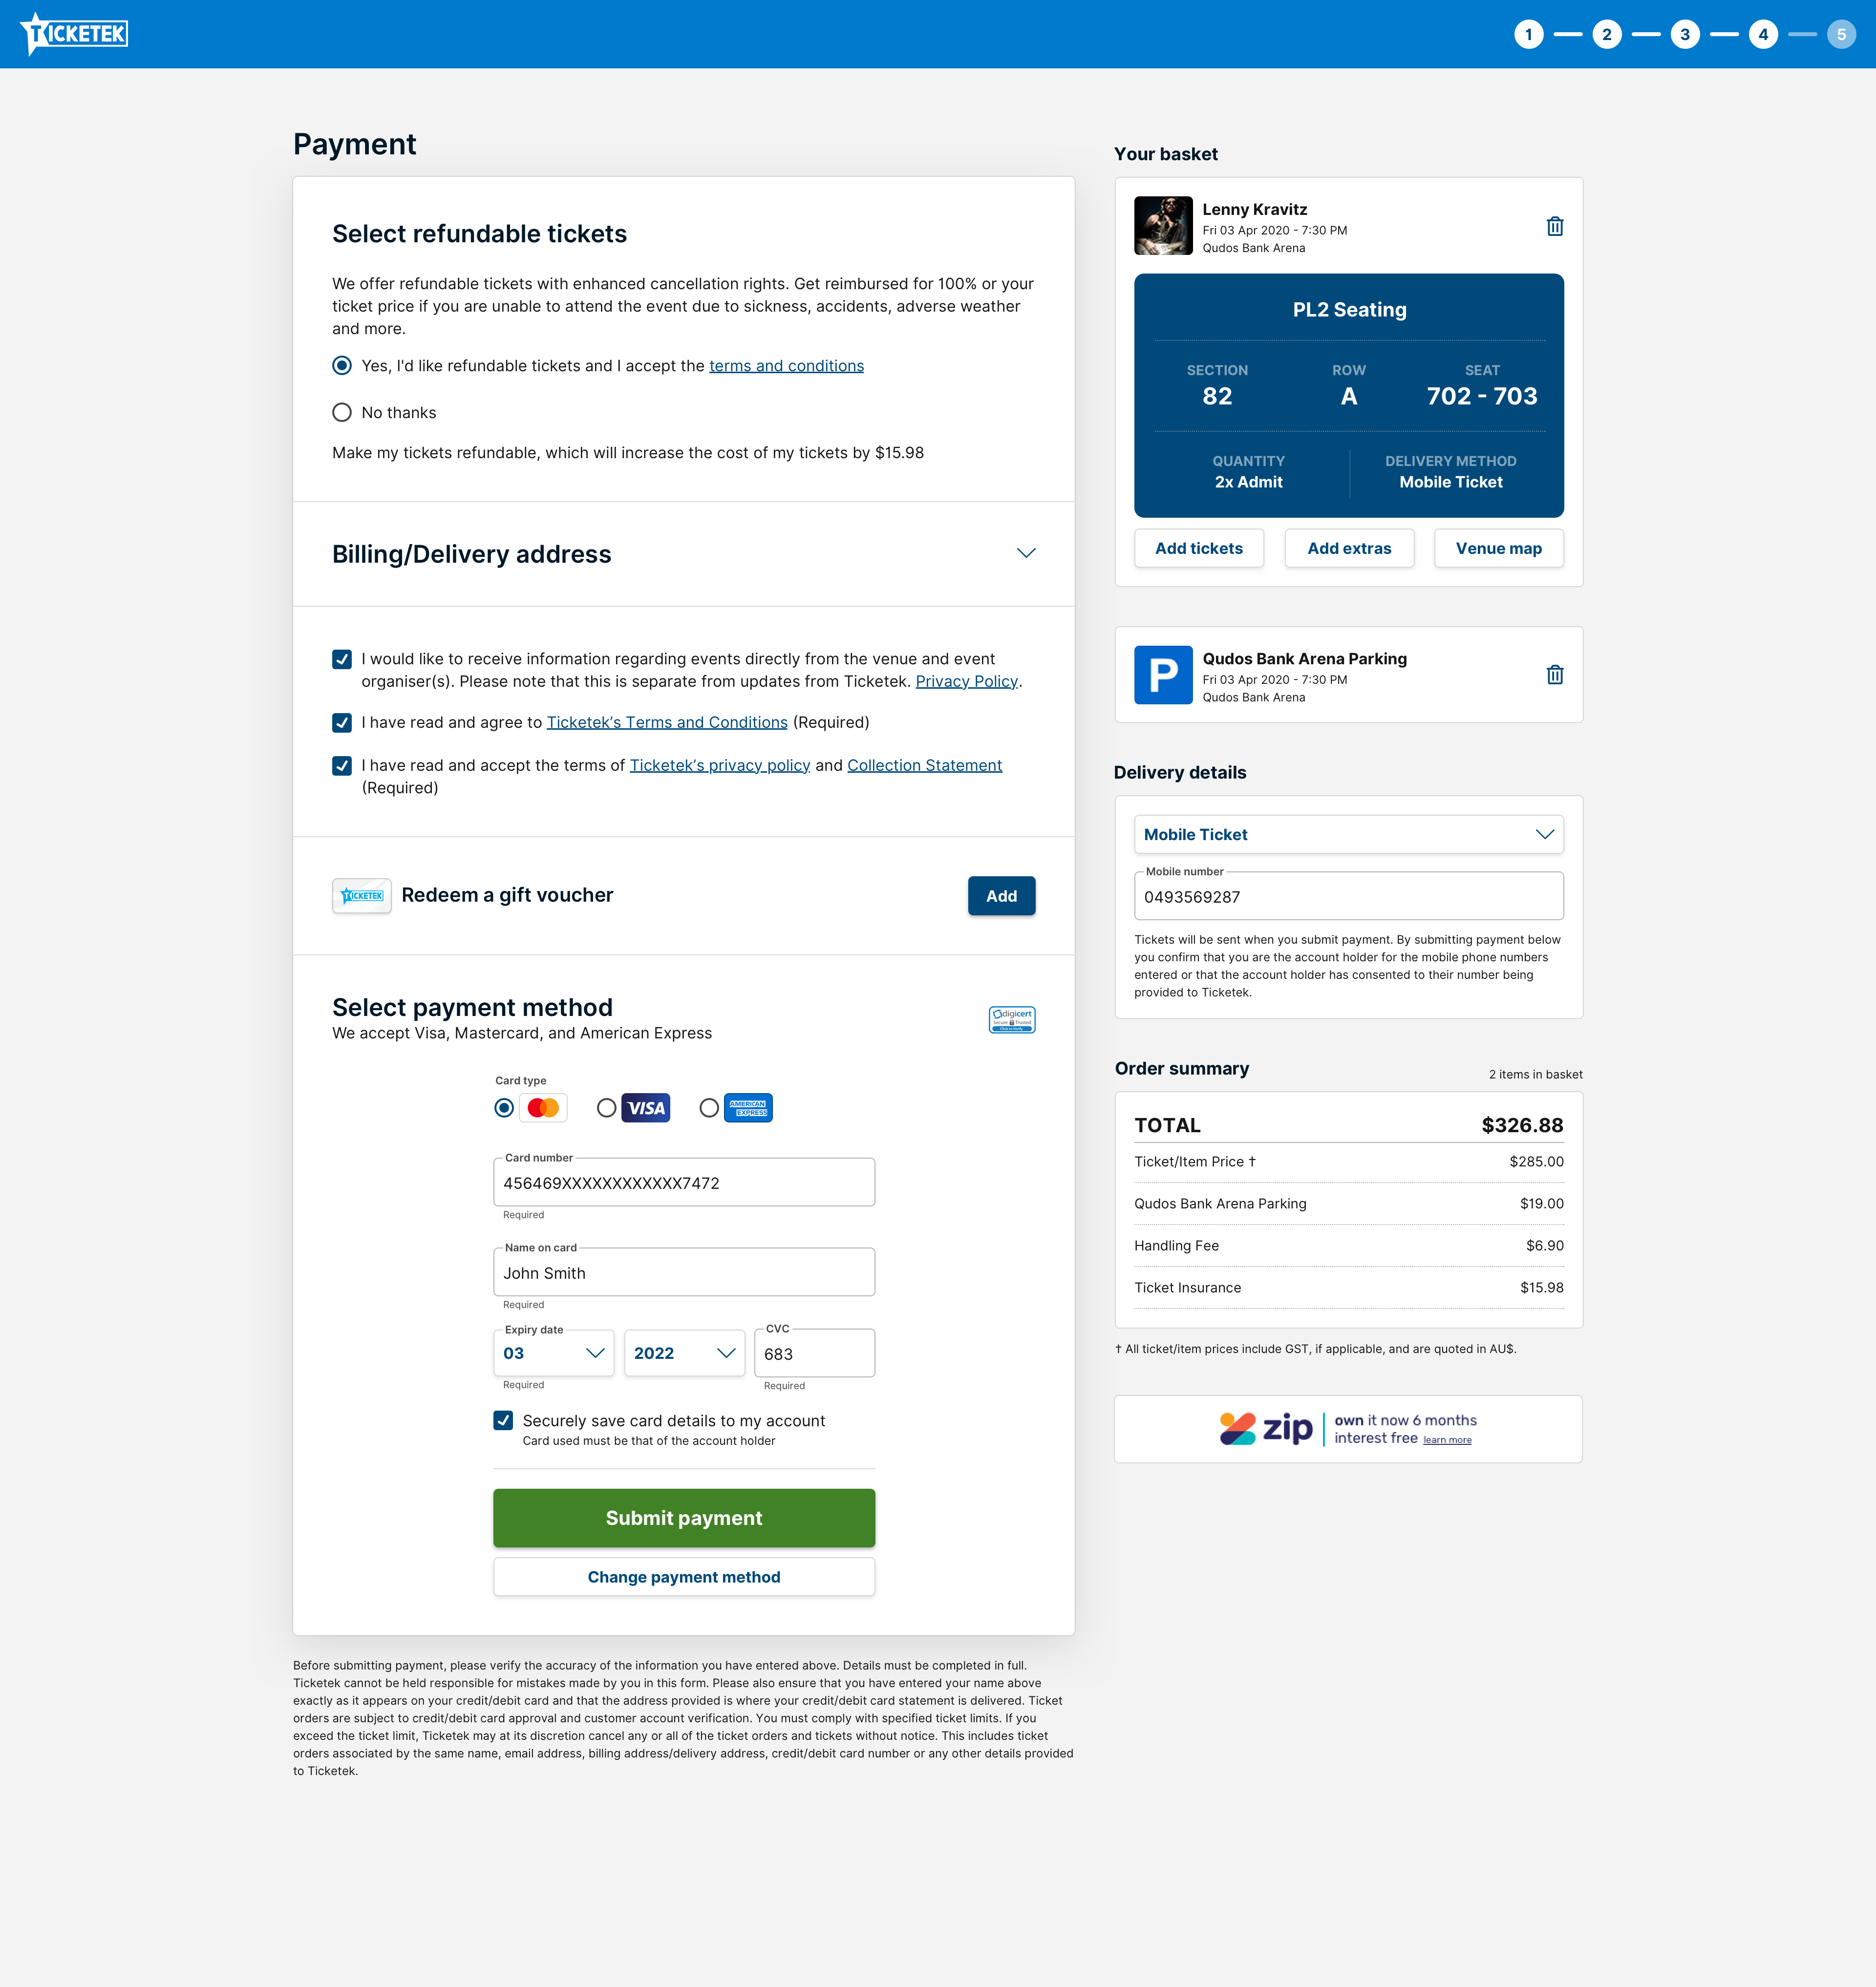 TICKETEK
1 2 3 4 5
Payment
Select refundable tickets
We offer refundable tickets with enhanced cancellation rights. Get reimbursed for 100% or your
ticket price if you are unable to attend the event due to sickness, accidents, adverse weather
and more.
Yes, I'd like refundable tickets and I accept the terms and conditions
No thanks
Make my tickets refundable, which will increase the cost of my tickets by $15.98
Billing/Delivery address
I would like to receive information regarding events directly from the venue and event
organiser(s). Please note that this is separate from updates from Ticketek. Privacy Policy.
I have read and agree to Ticketek's Terms and Conditions (Required)
I have read and accept the terms of Ticketek's privacy policy and Collection Statement
(Required)
TICKETEK
Redeem a gift voucher
Add
Select payment method
We accept Visa, Mastercard, and American Express
digicert
Secure Trusted
Click to Verify
Card type
VISA
AMERICAN
EXPRESS
Card number
456469XXXXXXXXXXXX7472
Required
Name on card
John Smith
Required
Expiry date
03
2022
Required
CVC
683
Required
Securely save card details to my account
Card used must be that of the account holder
Submit payment
Change payment method
Before submitting payment, please verify the accuracy of the information you have entered above. Details must be completed in full.
Ticketek cannot be held responsible for mistakes made by you in this form. Please also ensure that you have entered your name above
exactly as it appears on your credit/debit card and that the address provided is where your credit/debit card statement is delivered. Ticket
orders are subject to credit/debit card approval and customer account verification. You must comply with specified ticket limits. If you
exceed the ticket limit, Ticketek may at its discretion cancel any or all of the ticket orders and tickets without notice. This includes ticket
orders associated by the same name, email address, billing address/delivery address, credit/debit card number or any other details provided
to Ticketek.
Your basket
Lenny Kravitz
Fri 03 Apr 2020 - 7:30 PM
Qudos Bank Arena
PL2 Seating
SECTION ROW SEAT
82 A 702 - 703
QUANTITY DELIVERY METHOD
2x Admit Mobile Ticket
Add tickets Add extras Venue map
P
Qudos Bank Arena Parking
Fri 03 Apr 2020 - 7:30 PM
Qudos Bank Arena
Delivery details
Mobile Ticket
Mobile number
0493569287
Tickets will be sent when you submit payment. By submitting payment below
you confirm that you are the account holder for the mobile phone numbers
entered or that the account holder has consented to their number being
provided to Ticketek.
Order summary
2 items in basket
TOTAL $326.88
Ticket/Item Price † $285.00
Qudos Bank Arena Parking $19.00
Handling Fee $6.90
Ticket Insurance $15.98
† All ticket/item prices include GST, if applicable, and are quoted in AU$.
zip
own it now 6 months
interest free learn more